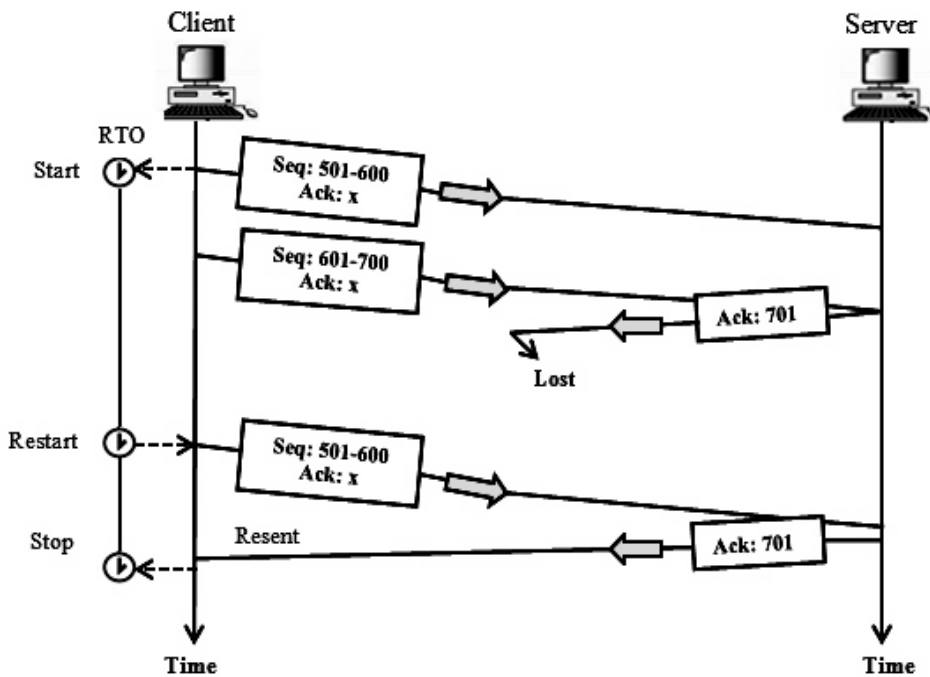 Client
Server
RTO
Start
Seq: 501-600
Ack: x
Seq: 601-700
Ack: x
Ack: 701
Lost
Restart
Seq: 501-600
Ack: x
Stop
Resent
Ack: 701
Time
Time